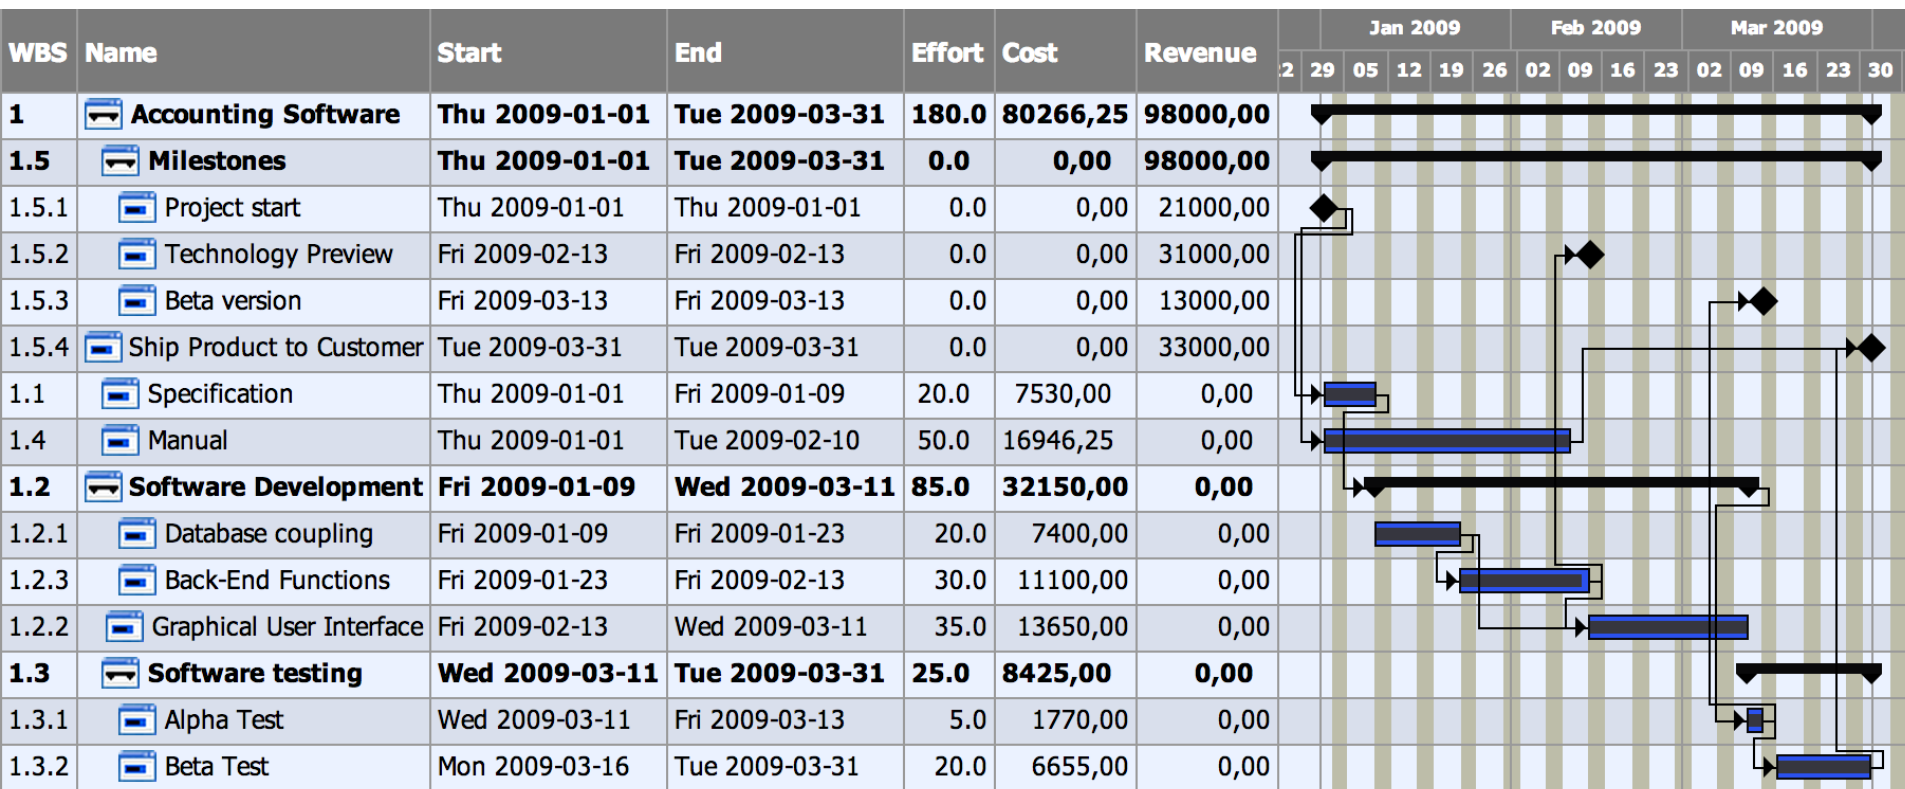 Jan 2009 Feb 2009 Mar 2009
WBS Name Start End Effort Cost Revenue
22 29 05 12 19 26 02 09 16 23 02 09 16 23 30
1 Accounting Software Thu 2009-01-01 Tue 2009-03-31 180.0 80266,25 98000,00
1.5 Milestones Thu 2009-01-01 Tue 2009-03-31 0.0 0,00 98000,00
1.5.1 Project start Thu 2009-01-01 Thu 2009-01-01 0.0 0,00 21000,00
1.5.2 Technology Preview Fri 2009-02-13 Fri 2009-02-13 0.0 0,00 31000,00
1.5.3 Beta version Fri 2009-03-13 Fri 2009-03-13 0.0 0,00 13000,00
1.5.4 Ship Product to Customer Tue 2009-03-31 Tue 2009-03-31 0.0 0,00 33000,00
1.1 Specification Thu 2009-01-01 Fri 2009-01-09 20.0 7530,00 0,00
1.4 Manual Thu 2009-01-01 Tue 2009-02-10 50.0 16946,25 0,00
1.2 Software Development Fri 2009-01-09 Wed 2009-03-11 85.0 32150,00 0,00
1.2.1 Database coupling Fri 2009-01-09 Fri 2009-01-23 20.0 7400,00 0,00
1.2.3 Back-End Functions Fri 2009-01-23 Fri 2009-02-13 30.0 11100,00 0,00
1.2.2 Graphical User Interface Fri 2009-02-13 Wed 2009-03-11 35.0 13650,00 0,00
1.3 Software testing Wed 2009-03-11 Tue 2009-03-31 25.0 8425,00 0,00
1.3.1 Alpha Test Wed 2009-03-11 Fri 2009-03-13 5.0 1770,00 0,00
1.3.2 Beta Test Mon 2009-03-16 Tue 2009-03-31 20.0 6655,00 0,00